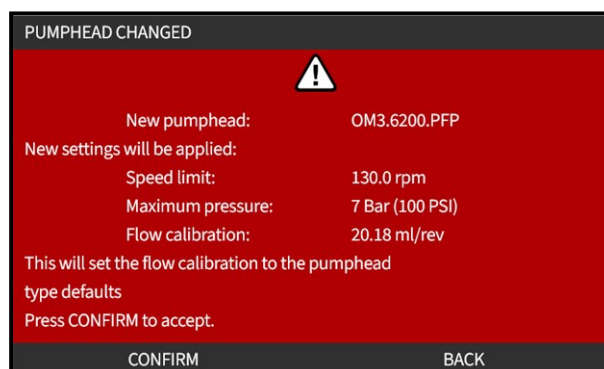 PUMPHEAD CHANGED
New pumphead: OM3.6200.PFP
New settings will be applied:
Speed limit: 130.0 rpm
Maximum pressure: 7 Bar (100 PSI)
Flow calibration: 20.18 ml/rev
This will set the flow calibration to the pumphead
type defaults
Press CONFIRM to accept.
CONFIRM BACK